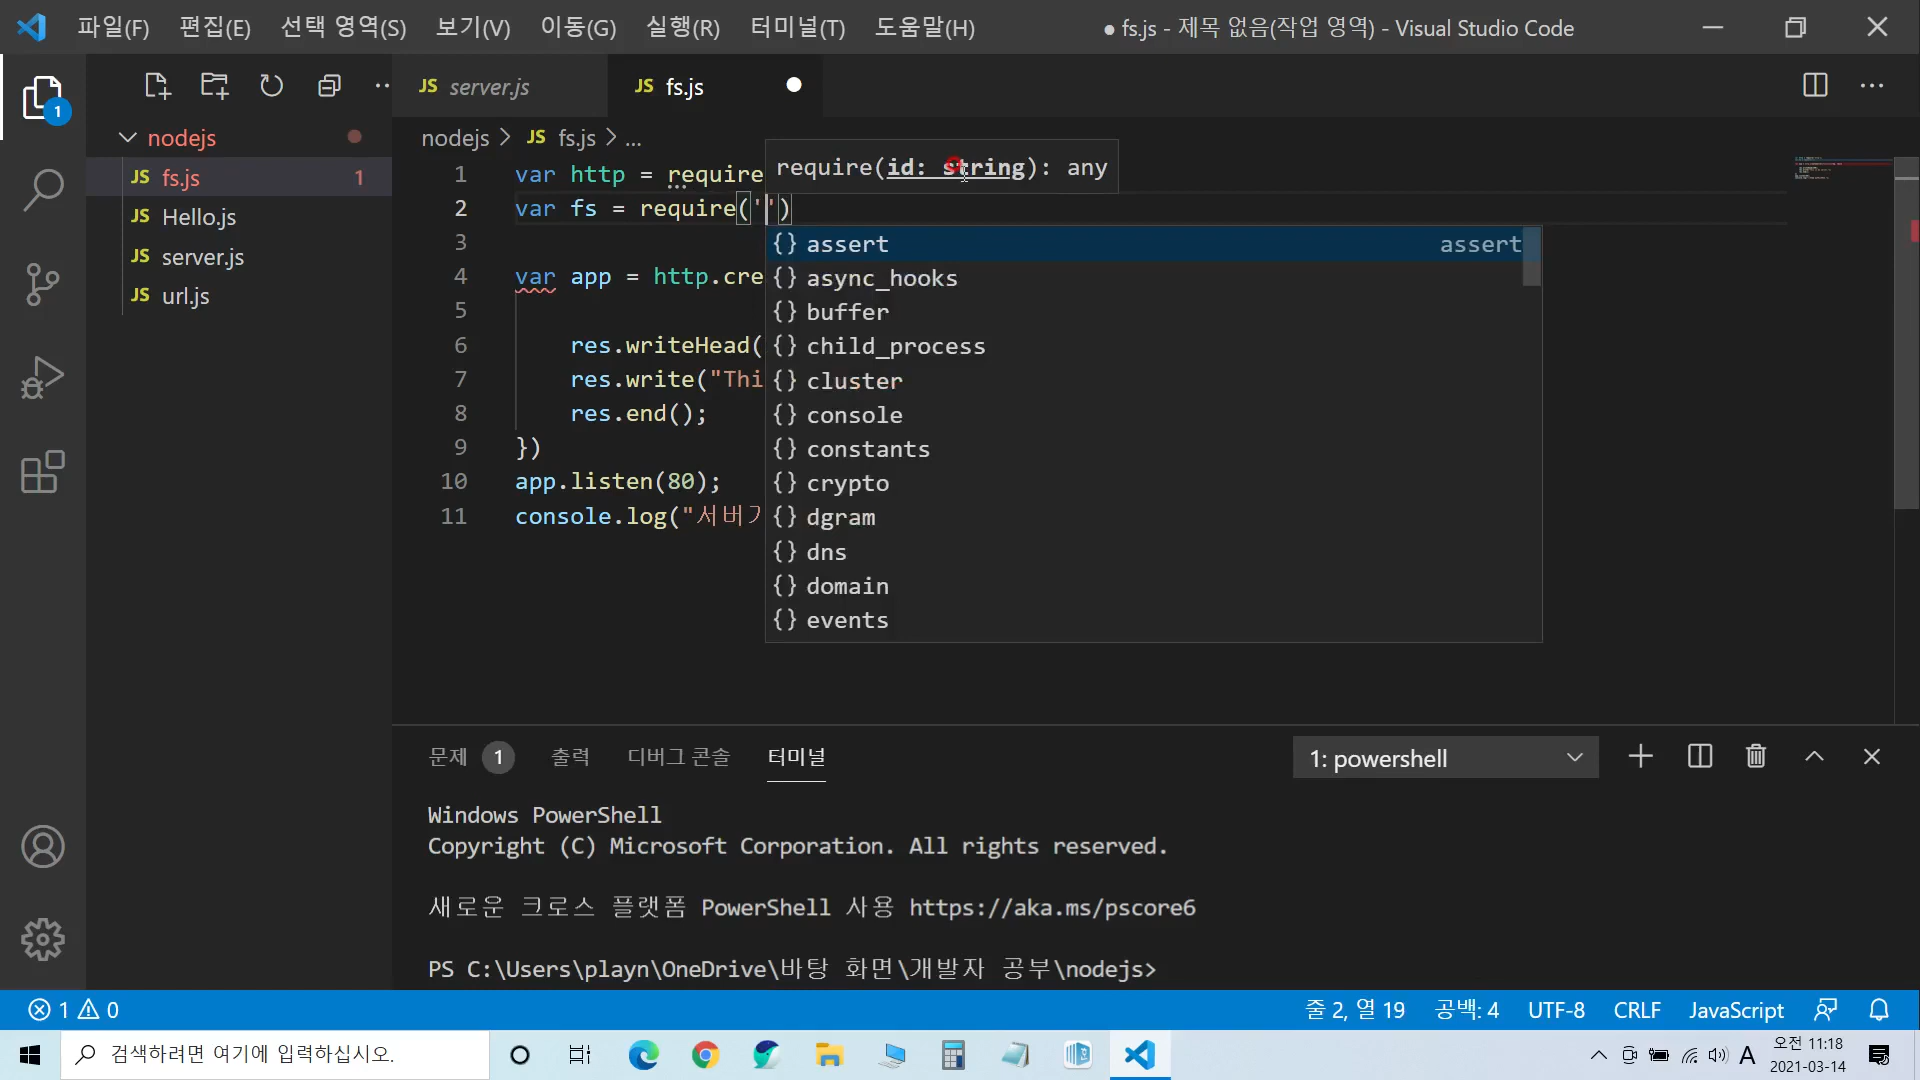 파일(F) 편집(E) 선택 영역(S) 보기(V) 이동(G) 실행(R) 터미널(T) 도움말(H) ● fs.js - 제목 없음(작업 영역) - Visual Studio Code
1
JS server.js JS fs.js
nodejs
JS fs.js 1
JS Hello.js
JS server.js
JS url.js
nodejs > JS fs.js > ...
require(id: string): any
1 var http = require
2 var fs = require('')
3
4 var app = http.cre
5
6 res.writeHead(
7 res.write("Thi
8 res.end();
9 })
10 app.listen(80);
11 console.log("서버가
{} assert assert
{} async_hooks
{} buffer
{} child_process
{} cluster
{} console
{} constants
{} crypto
{} dgram
{} dns
{} domain
{} events
문제 1 출력 디버그 콘솔 터미널 1: powershell
Windows PowerShell
Copyright (C) Microsoft Corporation. All rights reserved.
새로운 크로스 플랫폼 PowerShell 사용 https://aka.ms/pscore6
PS C:\Users\playn\OneDrive\바탕 화면\개발자 공부\nodejs>
1 0 줄 2, 열 19 공백: 4 UTF-8 CRLF JavaScript
검색하려면 여기에 입력하십시오. A 오전 11:18
2021-03-14